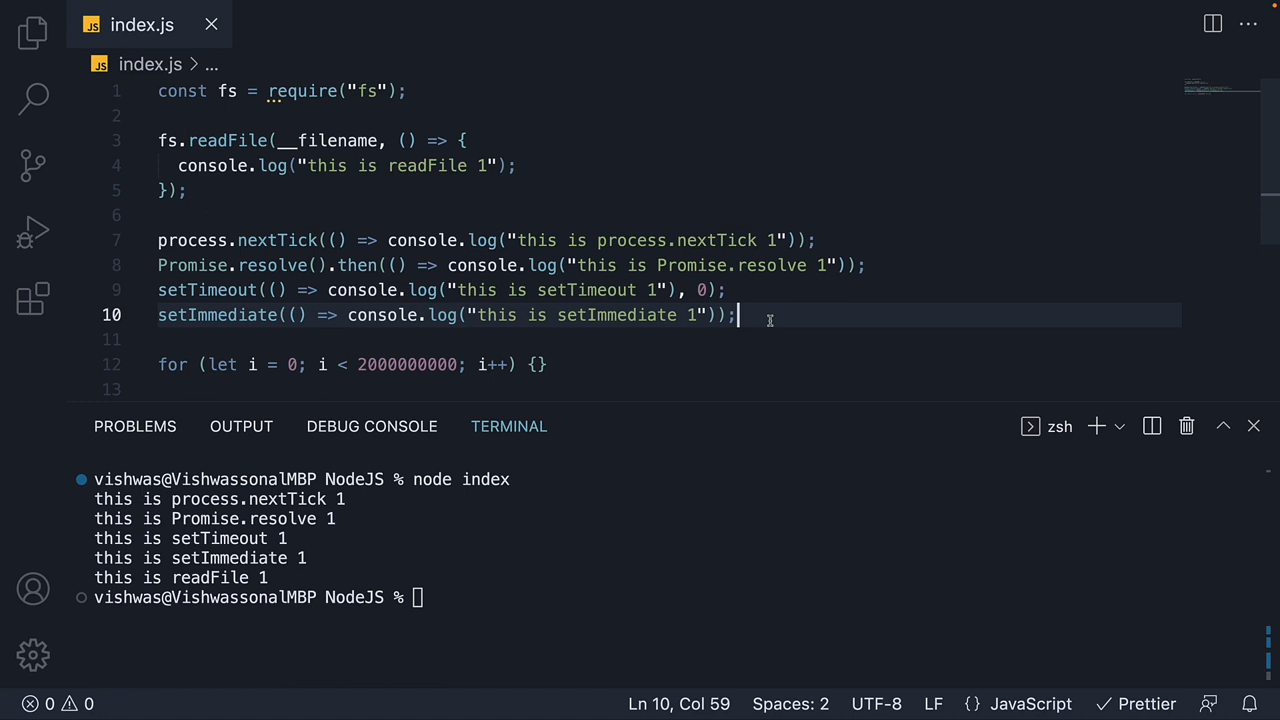 JS index.js
JS index.js > ...
1 const fs = require("fs");
2
3 fs.readFile(__filename, () => {
4   console.log("this is readFile 1");
5 });
6
7 process.nextTick(() => console.log("this is process.nextTick 1"));
8 Promise.resolve().then(() => console.log("this is Promise.resolve 1"));
9 setTimeout(() => console.log("this is setTimeout 1"), 0);
10 setImmediate(() => console.log("this is setImmediate 1"));
11
12 for (let i = 0; i < 2000000000; i++) {}
13
PROBLEMS OUTPUT DEBUG CONSOLE TERMINAL zsh
vishwas@VishwassonalMBP NodeJS % node index
this is process.nextTick 1
this is Promise.resolve 1
this is setTimeout 1
this is setImmediate 1
this is readFile 1
vishwas@VishwassonalMBP NodeJS %
0 0 Ln 10, Col 59 Spaces: 2 UTF-8 LF {} JavaScript Prettier